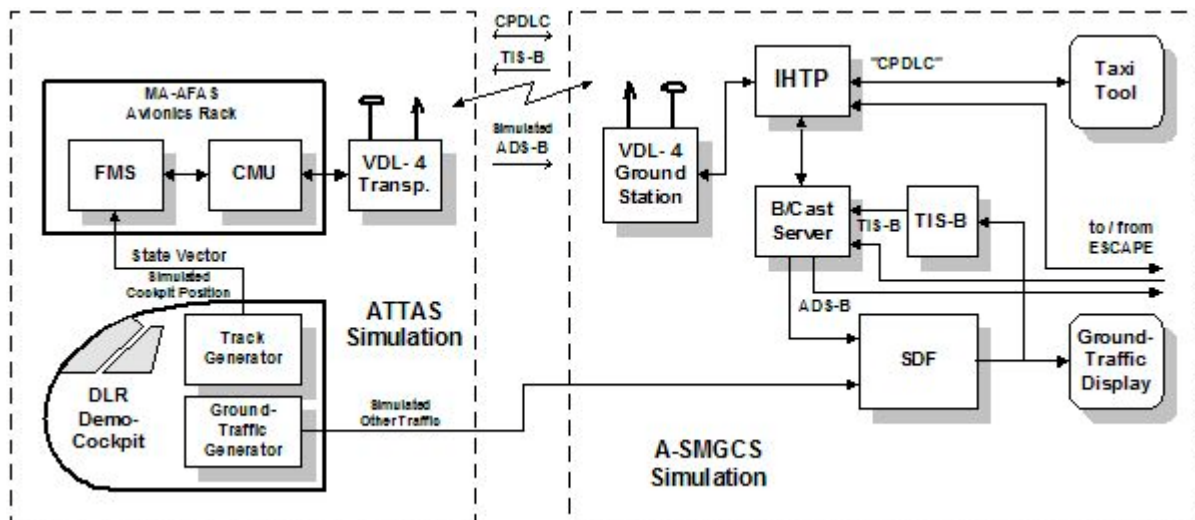 CPDLC
TIS-B
Simulated
ADS-B
MA-AFAS
Avionics Rack
FMS
CMU
VDL- 4
Transp.
State Vector
Simulated
Cockpit Position
ATTAS
Simulation
Track
Generator
DLR
Demo-
Cockpit
Ground-
Traffic
Generator
Simulated
Other Traffic
VDL- 4
Ground
Station
IHTP
"CPDLC"
Taxi
Tool
B/Cast
Server
TIS-B
TIS-B
to / from
ESCAPE
ADS-B
SDF
Ground-
Traffic
Display
A-SMGCS
Simulation